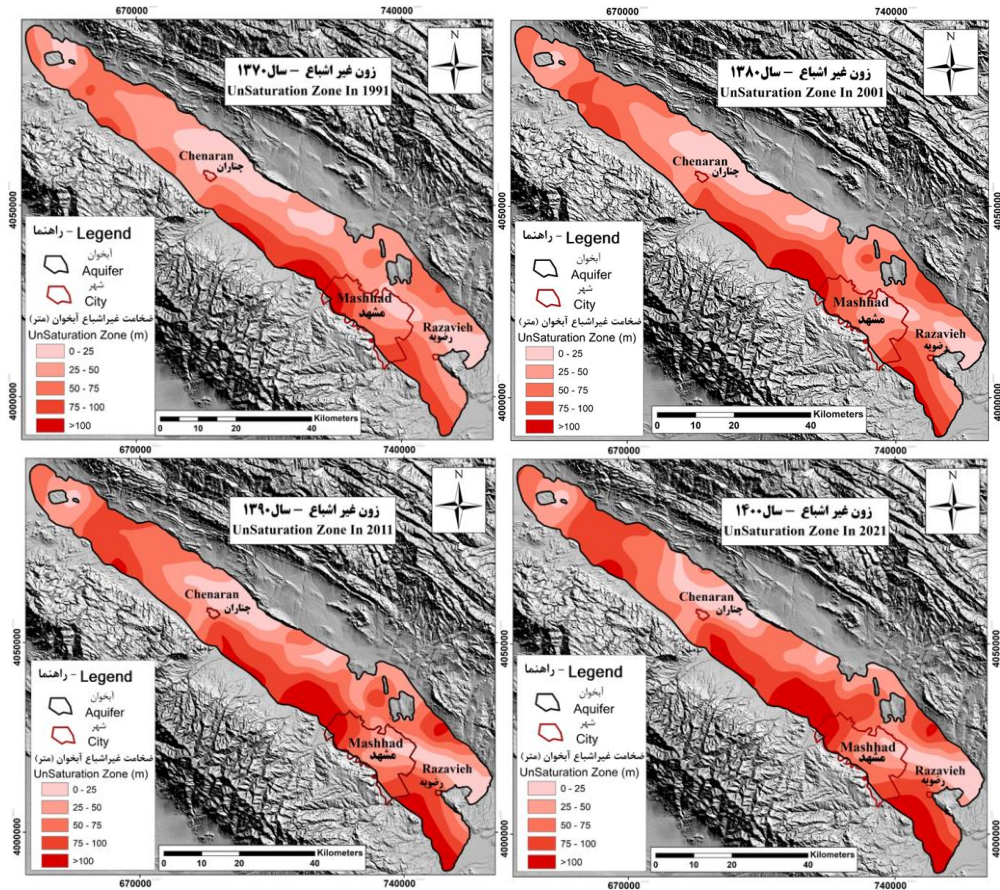 670000
740000
4050000
4000000
N
زون غیر اشباع - سال ۱۳۷۰
UnSaturation Zone In 1991
Chenaran
چناران
Mashhad
مشهد
Razavieh
رضویه
راهنما - Legend
آبخوان
Aquifer
شهر
City
ضخامت غیراشباع آبخوان (متر)
UnSaturation Zone (m)
0 - 25
25 - 50
50 - 75
75 - 100
>100
Kilometers
0 5 10 20 30 40
670000
740000
670000
740000
4050000
4000000
N
زون غیر اشباع - سال ۱۳۸۰
UnSaturation Zone In 2001
Chenaran
چناران
Mashhad
مشهد
Razavieh
رضویه
راهنما - Legend
آبخوان
Aquifer
شهر
City
ضخامت غیراشباع آبخوان (متر)
UnSaturation Zone (m)
0 - 25
25 - 50
50 - 75
75 - 100
>100
Kilometers
0 10 20 40
670000
740000
4050000
4000000
N
زون غیر اشباع - سال ۱۳۹۰
UnSaturation Zone In 2011
Chenaran
چناران
Mashhad
مشهد
Razavieh
رضویه
راهنما - Legend
آبخوان
Aquifer
شهر
City
ضخامت غیراشباع آبخوان (متر)
UnSaturation Zone (m)
0 - 25
25 - 50
50 - 75
75 - 100
>100
Kilometers
0 10 20 40
670000
740000
4050000
4000000
N
زون غیر اشباع - سال ۱۴۰۰
UnSaturation Zone In 2021
Chenaran
چناران
Mashhad
مشهد
Razavieh
رضویه
راهنما - Legend
آبخوان
Aquifer
شهر
City
ضخامت غیراشباع آبخوان (متر)
UnSaturation Zone (m)
0 - 25
25 - 50
50 - 75
75 - 100
>100
Kilometers
0 10 20 40
670000
740000